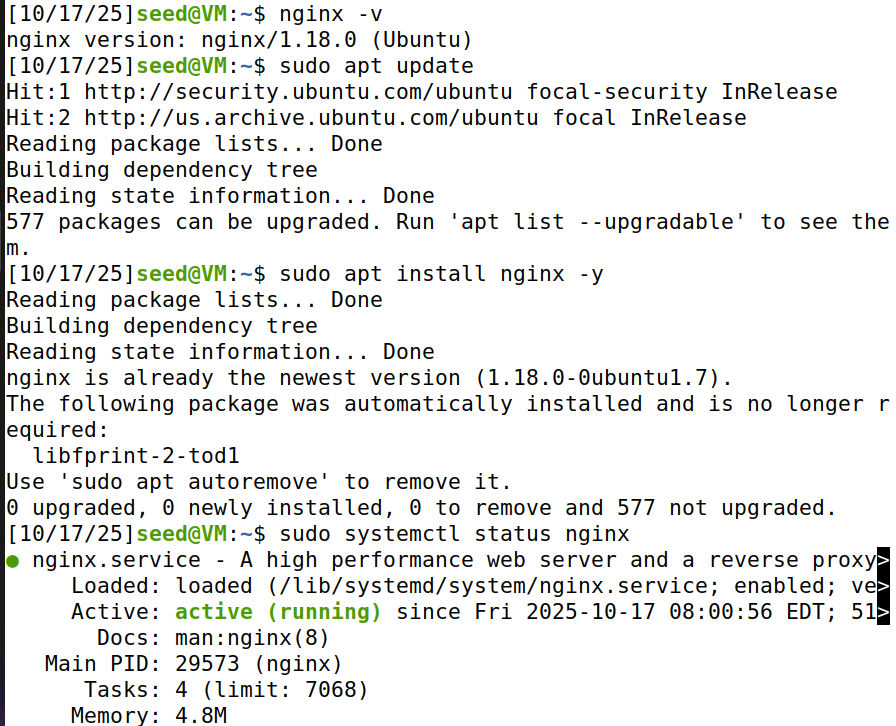 [10/17/25]seed@VM:~$ nginx -v
nginx version: nginx/1.18.0 (Ubuntu)
[10/17/25]seed@VM:~$ sudo apt update
Hit:1 http://security.ubuntu.com/ubuntu focal-security InRelease
Hit:2 http://us.archive.ubuntu.com/ubuntu focal InRelease
Reading package lists... Done
Building dependency tree
Reading state information... Done
577 packages can be upgraded. Run 'apt list --upgradable' to see the
m.
[10/17/25]seed@VM:~$ sudo apt install nginx -y
Reading package lists... Done
Building dependency tree
Reading state information... Done
nginx is already the newest version (1.18.0-0ubuntu1.7).
The following package was automatically installed and is no longer r
equired:
  libfprint-2-tod1
Use 'sudo apt autoremove' to remove it.
0 upgraded, 0 newly installed, 0 to remove and 577 not upgraded.
[10/17/25]seed@VM:~$ sudo systemctl status nginx
● nginx.service - A high performance web server and a reverse proxy>
     Loaded: loaded (/lib/systemd/system/nginx.service; enabled; ve>
     Active: active (running) since Fri 2025-10-17 08:00:56 EDT; 51>
       Docs: man:nginx(8)
   Main PID: 29573 (nginx)
      Tasks: 4 (limit: 7068)
     Memory: 4.8M